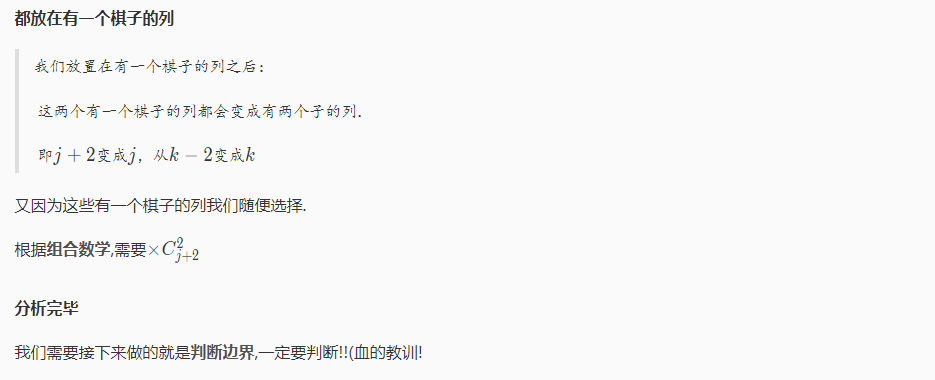 都放在有一个棋子的列
我们放置在有一个棋子的列之后：
这两个有一个棋子的列都会变成有两个子的列.
即j + 2变成j，从k − 2变成k
又因为这些有一个棋子的列我们随便选择.
根据组合数学,需要×C_{j+2}^2
分析完毕
我们需要接下来做的就是判断边界,一定要判断!!(血的教训!